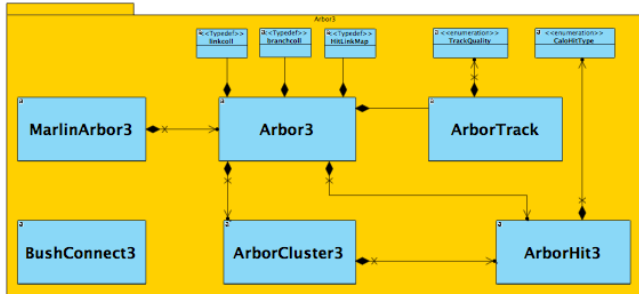 Arbor3
<<Typedef>>
linkcoll
<<Typedef>>
branchcoll
<<Typedef>>
HitLinkMap
<<enumeration>>
TrackQuality
<<enumeration>>
CaloHitType
MarlinArbor3
Arbor3
ArborTrack
BushConnect3
ArborCluster3
ArborHit3